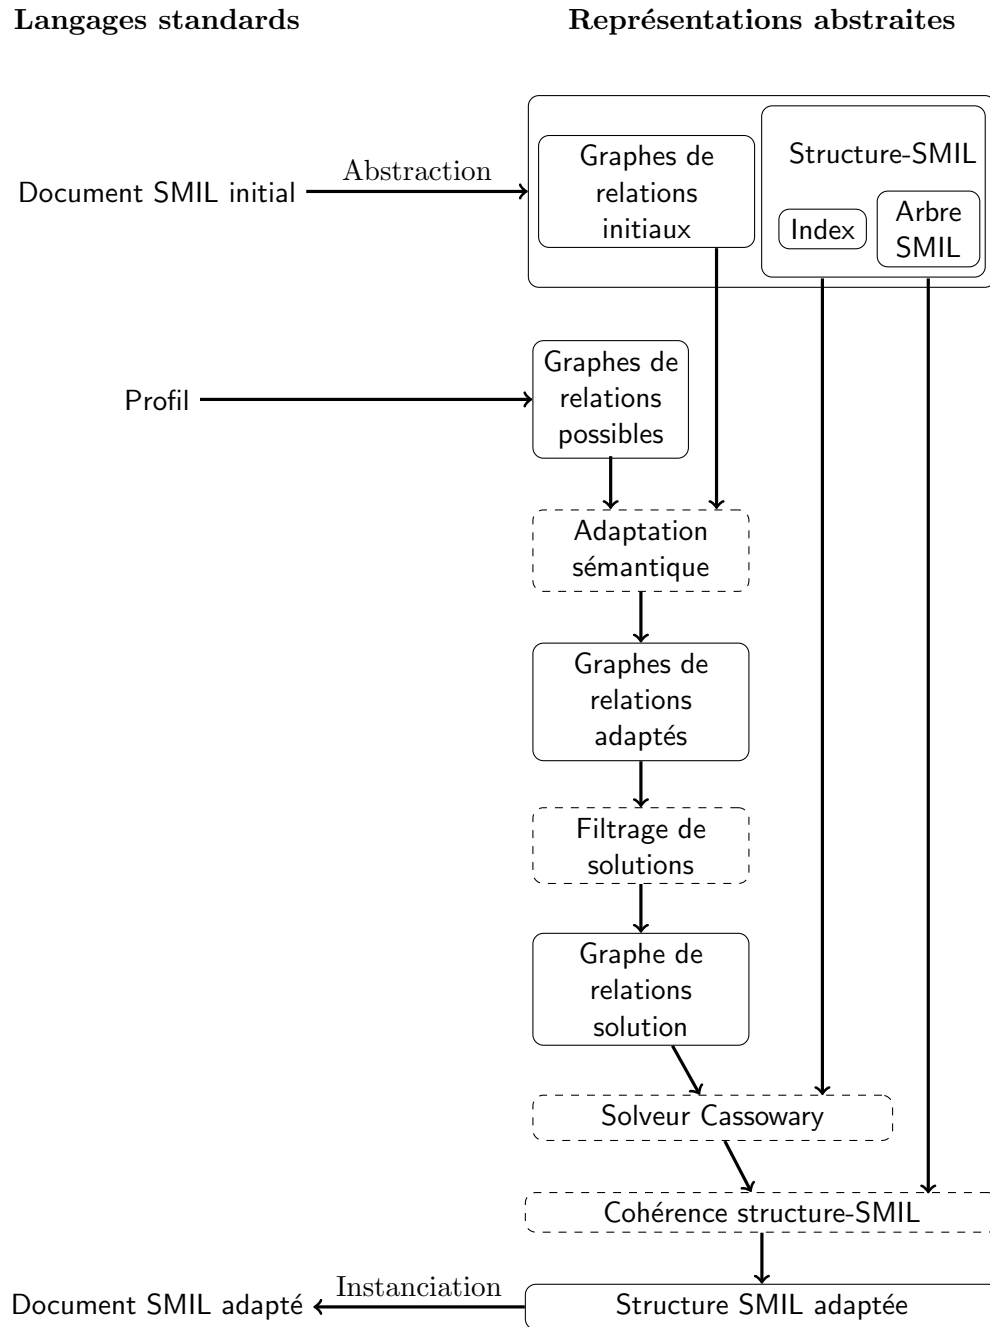 Langages standards
Représentations abstraites
Document SMIL initial
Abstraction
Graphes de
relations
initiaux
Structure-SMIL
Index
Arbre
SMIL
Profil
Graphes de
relations
possibles
Adaptation
sémantique
Graphes de
relations
adaptés
Filtrage de
solutions
Graphe de
relations
solution
Solveur Cassowary
Cohérence structure-SMIL
Document SMIL adapté
Instanciation
Structure SMIL adaptée